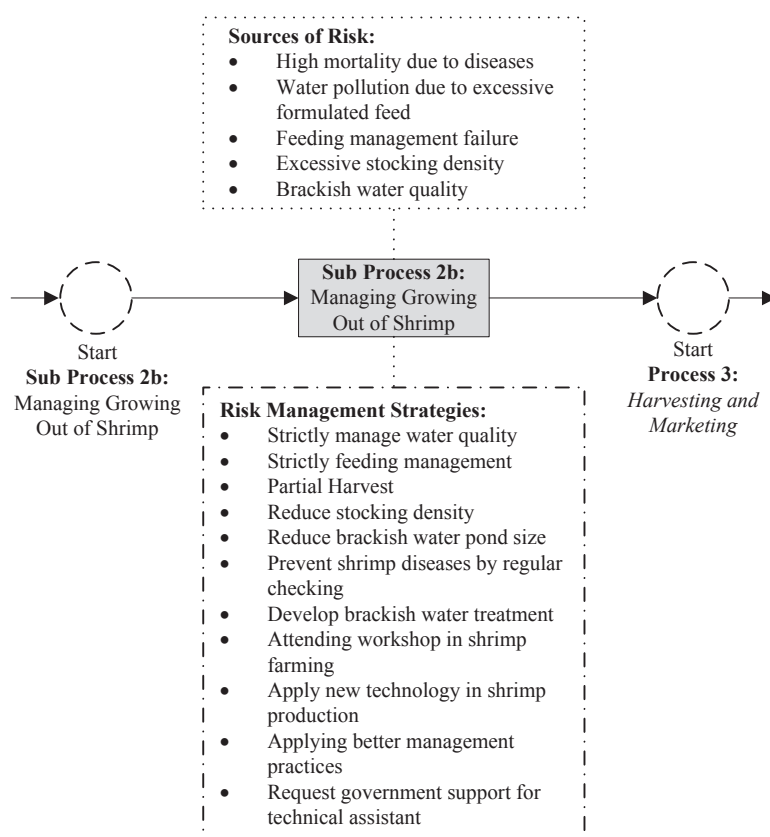 Sources of Risk:
• High mortality due to diseases
• Water pollution due to excessive
formulated feed
• Feeding management failure
• Excessive stocking density
• Brackish water quality
Sub Process 2b:
Managing Growing
Out of Shrimp
Start
Sub Process 2b:
Managing Growing
Out of Shrimp
Start
Process 3:
Harvesting and
Marketing
Risk Management Strategies:
• Strictly manage water quality
• Strictly feeding management
• Partial Harvest
• Reduce stocking density
• Reduce brackish water pond size
• Prevent shrimp diseases by regular
checking
• Develop brackish water treatment
• Attending workshop in shrimp
farming
• Apply new technology in shrimp
production
• Applying better management
practices
• Request government support for
technical assistant